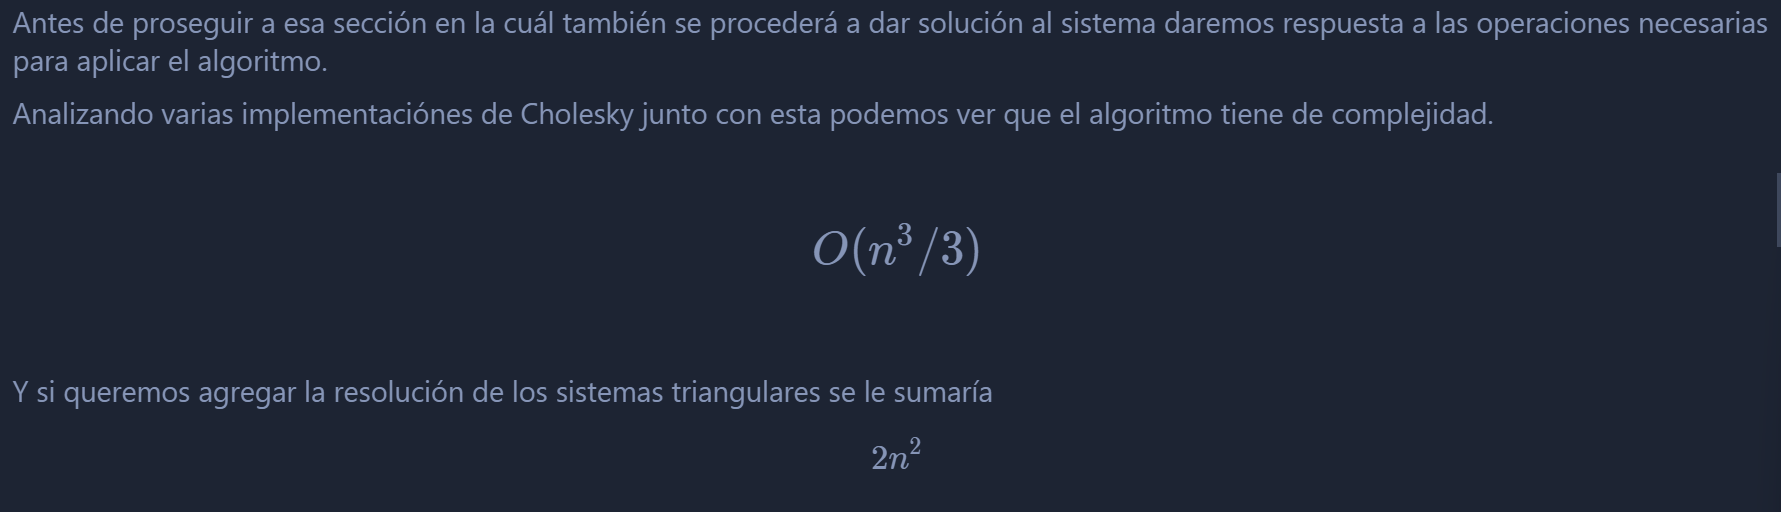 Antes de proseguir a esa sección en la cuál también se procederá a dar solución al sistema daremos respuesta a las operaciones necesarias
para aplicar el algoritmo.
Analizando varias implementaciónes de Cholesky junto con esta podemos ver que el algoritmo tiene de complejidad.
O(n³/3)
Y si queremos agregar la resolución de los sistemas triangulares se le sumaría
2n²